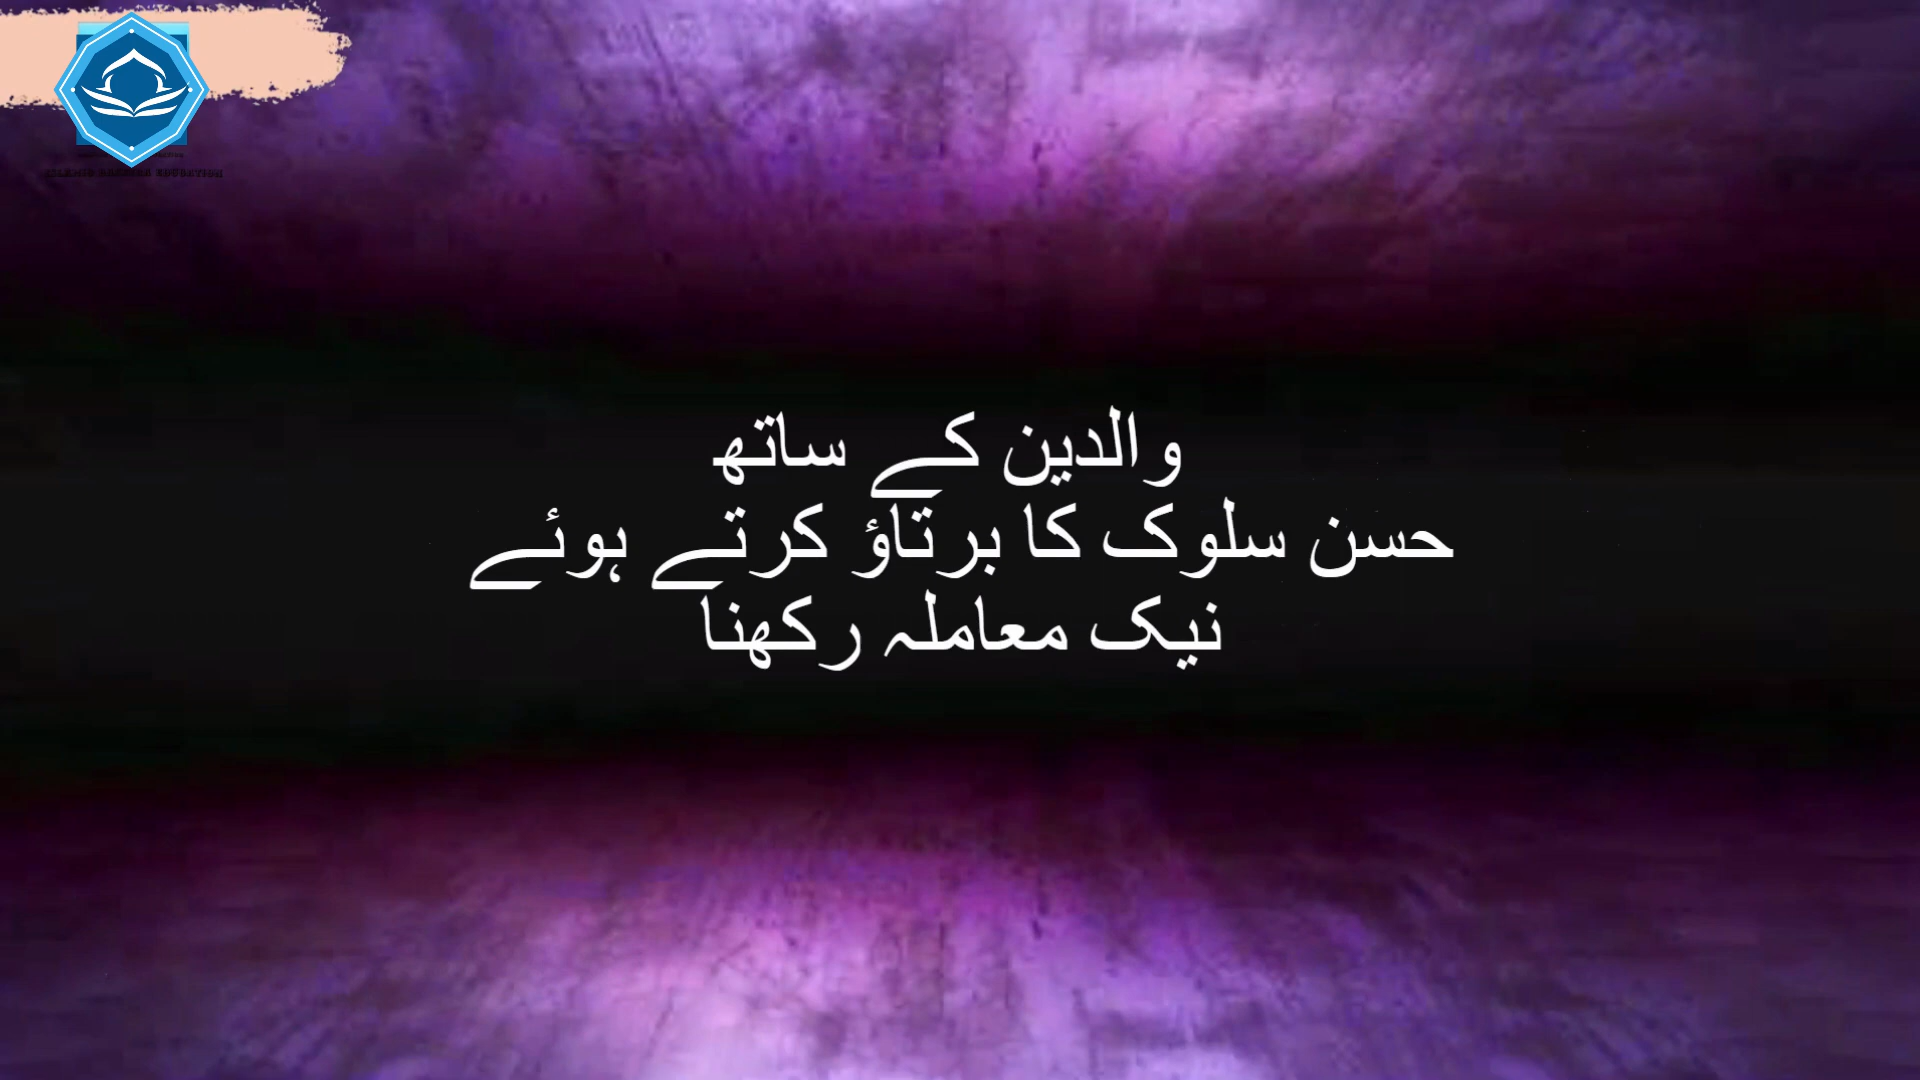 والدین کے ساتھ
حسن سلوک کا برتاؤ کرتے ہوئے
نیک معاملہ رکھنا